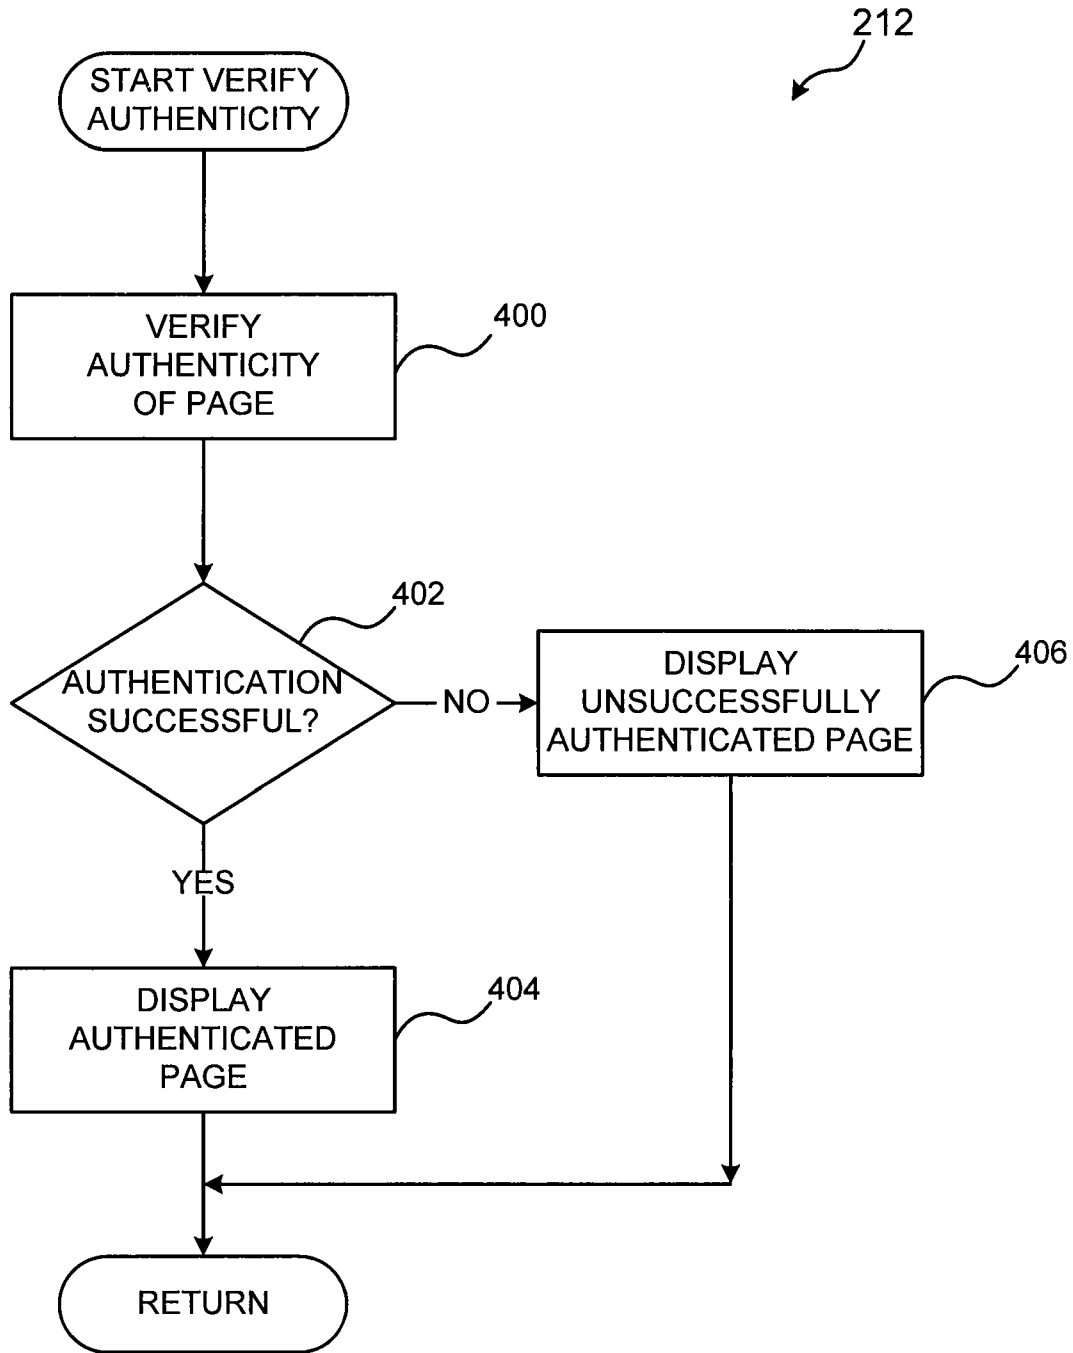 212
START VERIFY
AUTHENTICITY
VERIFY
AUTHENTICITY
OF PAGE
400
402
AUTHENTICATION
SUCCESSFUL?
NO
DISPLAY
UNSUCCESSFULLY
AUTHENTICATED PAGE
406
YES
DISPLAY
AUTHENTICATED
PAGE
404
RETURN